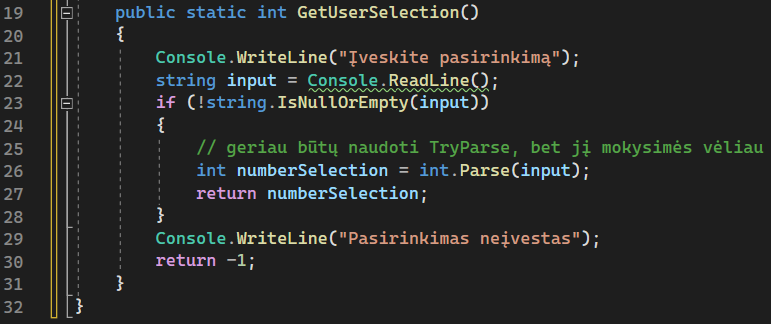 19 public static int GetUserSelection()
20 {
21 Console.WriteLine("Įveskite pasirinkimą");
22 string input = Console.ReadLine();
23 if (!string.IsNullOrEmpty(input))
24 {
25 // geriau būtų naudoti TryParse, bet jį mokysimės vėliau
26 int numberSelection = int.Parse(input);
27 return numberSelection;
28 }
29 Console.WriteLine("Pasirinkimas neįvestas");
30 return -1;
31 }
32 }